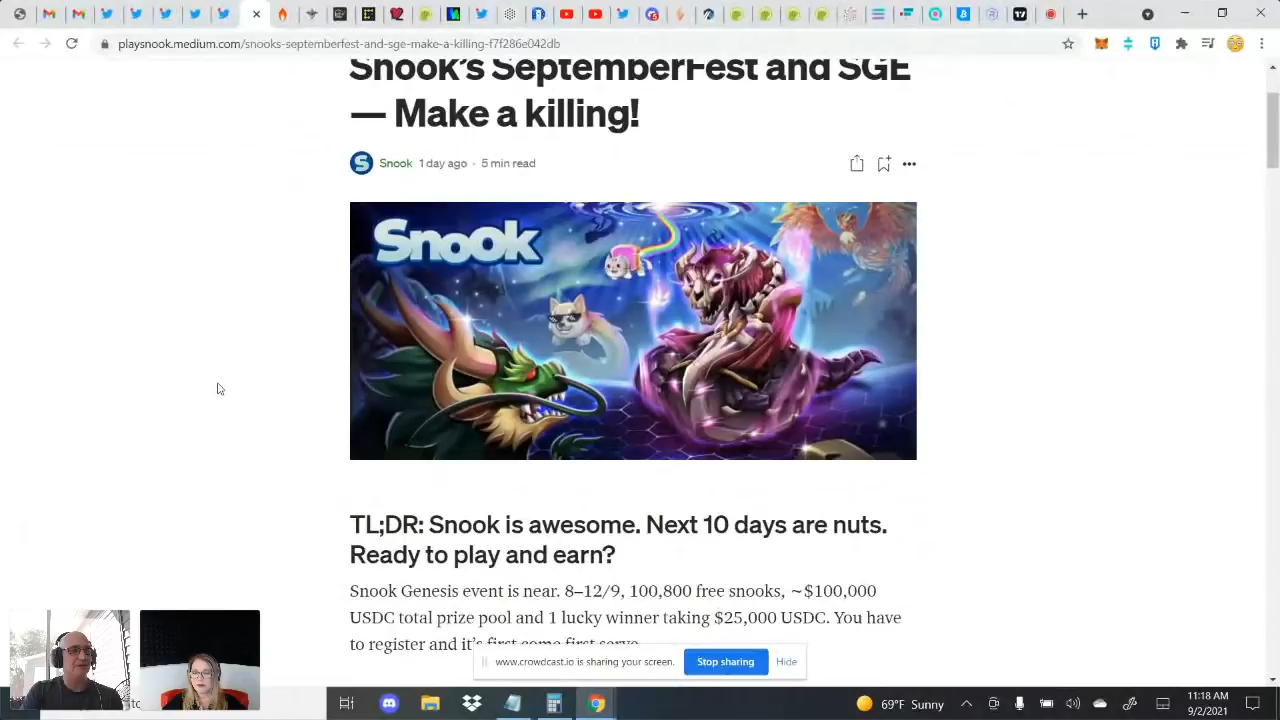 playsnook.medium.com/snooks-septemberfest-and-sge-make-a-killing-f7f286e042db
Snook's SeptemberFest and SGE
— Make a killing!
Snook 1 day ago · 5 min read
Snook
TL;DR: Snook is awesome. Next 10 days are nuts.
Ready to play and earn?
Snook Genesis event is near. 8–12/9, 100,800 free snooks, ~$100,000
USDC total prize pool and 1 lucky winner taking $25,000 USDC. You have
to register and it's first come first serve
www.crowdcast.io is sharing your screen.
Stop sharing
Hide
69°F Sunny
11:18 AM
9/2/2021